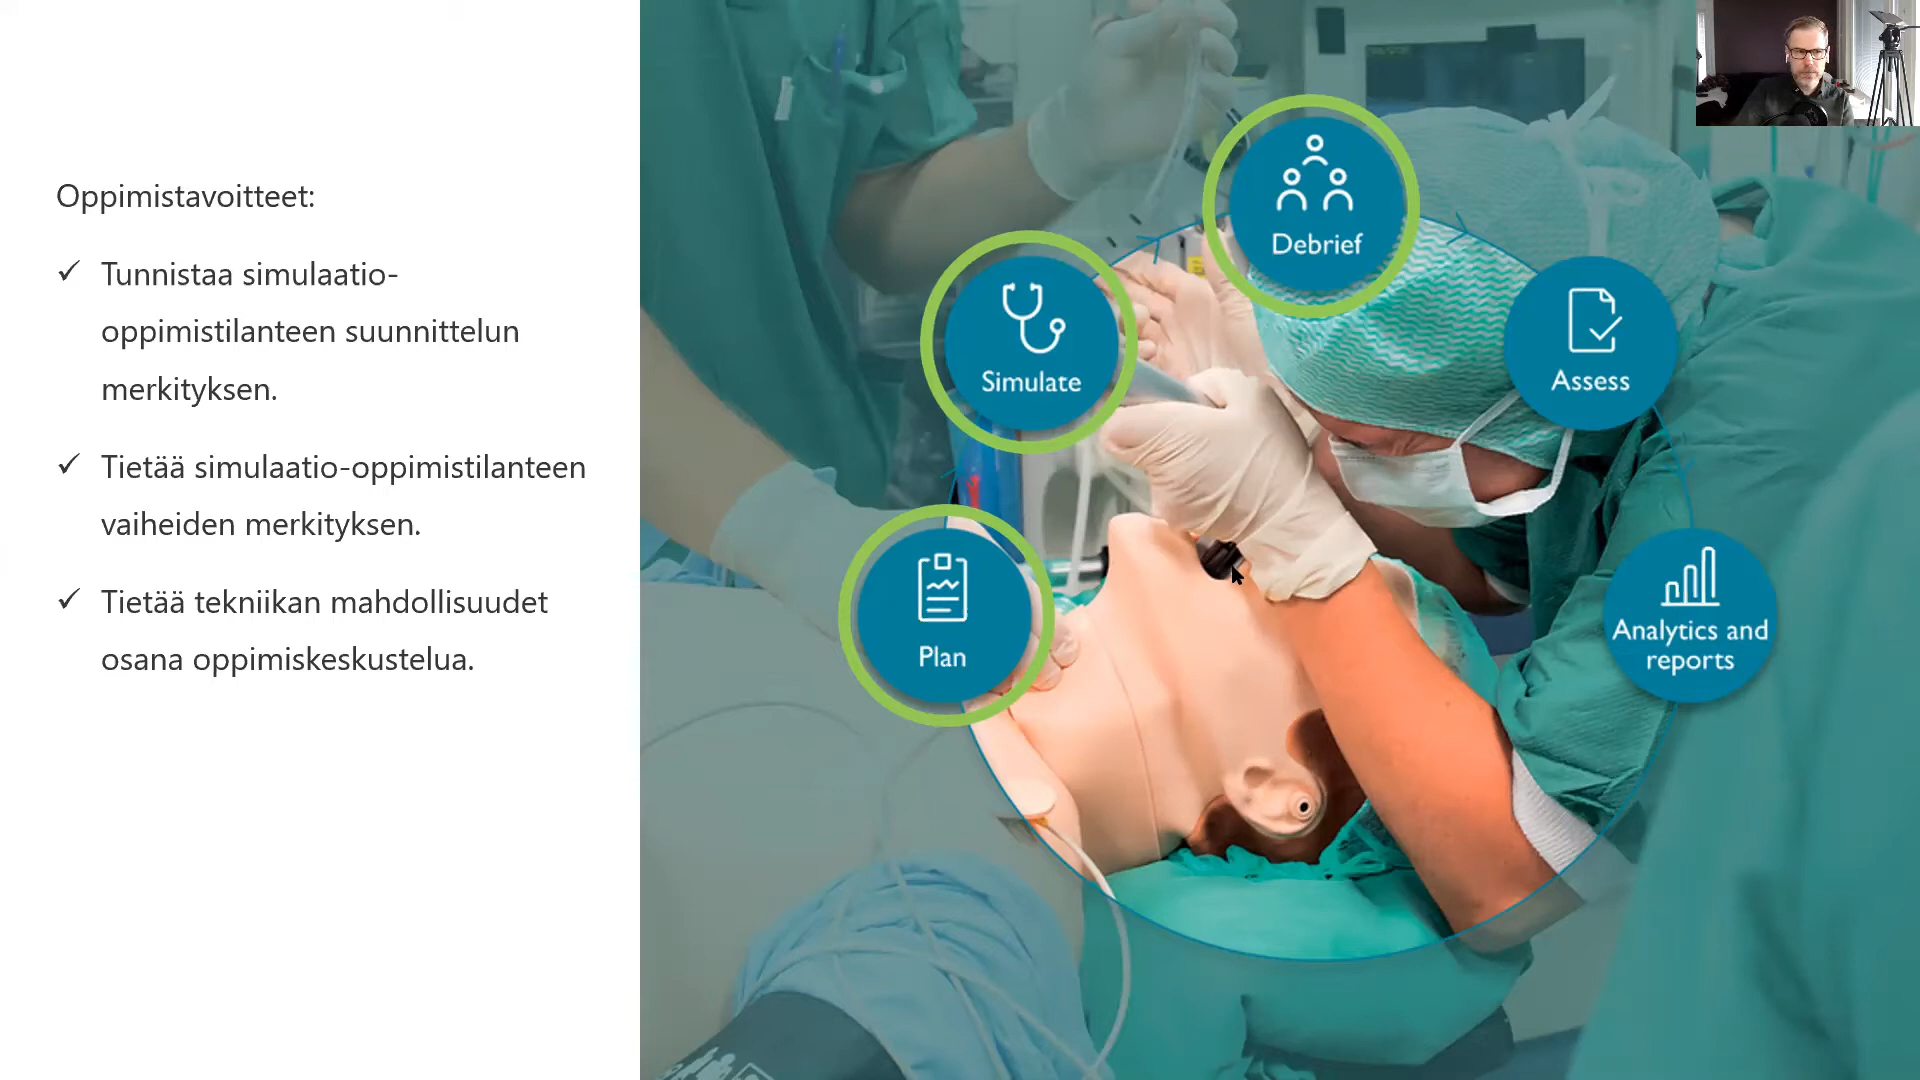 Oppimistavoitteet:
✓ Tunnistaa simulaatio-
oppimistilanteen suunnittelun
merkityksen.
✓ Tietää simulaatio-oppimistilanteen
vaiheiden merkityksen.
✓ Tietää tekniikan mahdollisuudet
osana oppimiskeskustelua.
Plan
Simulate
Debrief
Assess
Analytics and
reports